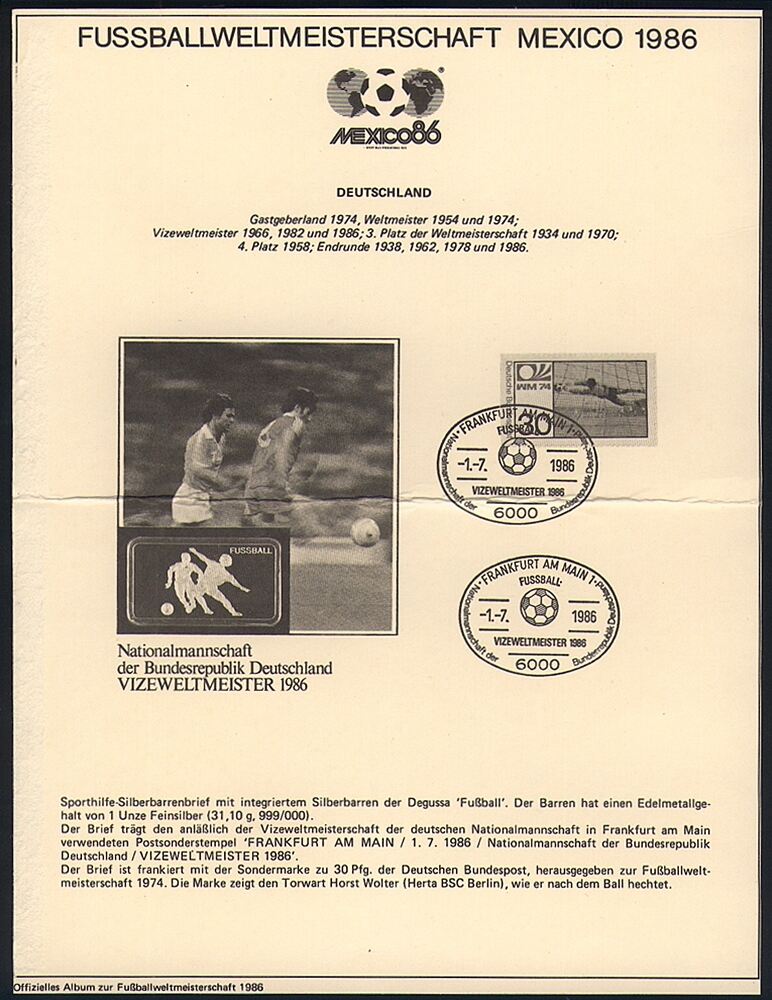 FUSSBALLWELTMEISTERSCHAFT MEXICO 1986
MEXICO86
DEUTSCHLAND
Gastgeberland 1974, Weltmeister 1954 und 1974;
Vizeweltmeister 1966, 1982 und 1986; 3. Platz der Weltmeisterschaft 1934 und 1970;
4. Platz 1958; Endrunde 1938, 1962, 1978 und 1986.
WM 74
30
FRANKFURT AM MAIN 1
FUSSBALL
-1.-7. 1986
VIZEWELTMEISTER 1986
Nationalmannschaft der Bundesrepublik Deutschland
6000
FUSSBALL
FRANKFURT AM MAIN 1
FUSSBALL
-1.-7. 1986
VIZEWELTMEISTER 1986
Nationalmannschaft der Bundesrepublik Deutschland
6000
Nationalmannschaft
der Bundesrepublik Deutschland
VIZEWELTMEISTER 1986
Sporthilfe-Silberbarrenbrief mit integriertem Silberbarren der Degussa 'Fußball'. Der Barren hat einen Edelmetallge-
halt von 1 Unze Feinsilber (31,10 g, 999/000).
Der Brief trägt den anläßlich der Vizeweltmeisterschaft der deutschen Nationalmannschaft in Frankfurt am Main
verwendeten Postsonderstempel 'FRANKFURT AM MAIN / 1. 7. 1986 / Nationalmannschaft der Bundesrepublik
Deutschland / VIZEWELTMEISTER 1986'.
Der Brief ist frankiert mit der Sondermarke zu 30 Pfg. der Deutschen Bundespost, herausgegeben zur Fußballwelt-
meisterschaft 1974. Die Marke zeigt den Torwart Horst Wolter (Herta BSC Berlin), wie er nach dem Ball hechtet.
Offizielles Album zur Fußballweltmeisterschaft 1986